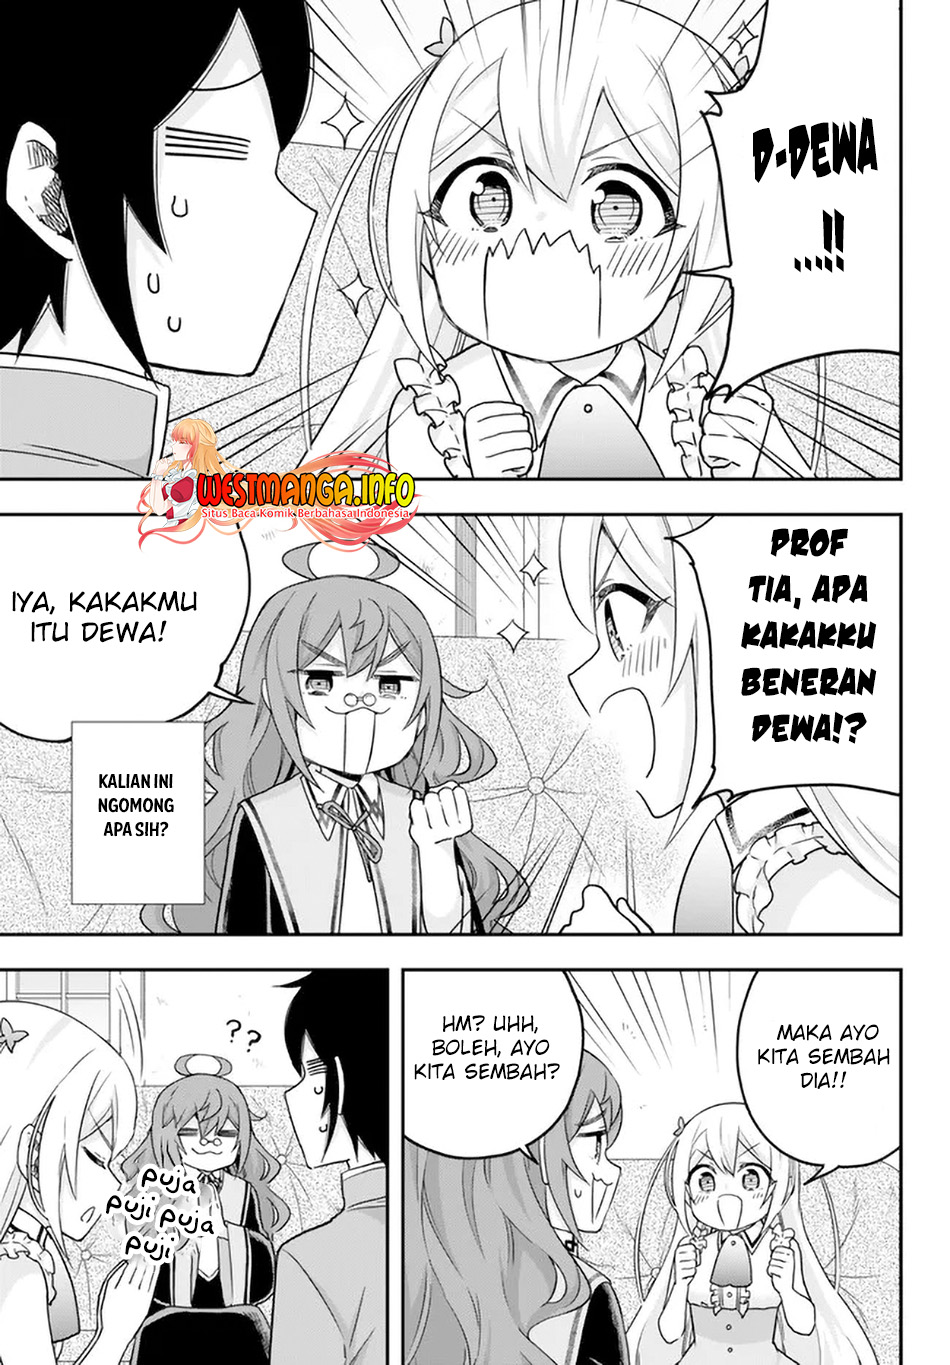 D-DEWA
...!!
WESTMANGA.INFO
Situs Baca Komik Berbahasa Indonesia
PROF
TIA, APA
KAKAKKU
BENERAN
DEWA!?
IYA, KAKAKMU
ITU DEWA!
KALIAN INI
NGOMONG
APA SIH?
MAKA AYO
KITA SEMBAH
DIA!!
HM? UHH,
BOLEH, AYO
KITA SEMBAH?
??
puja
puji puja
puji